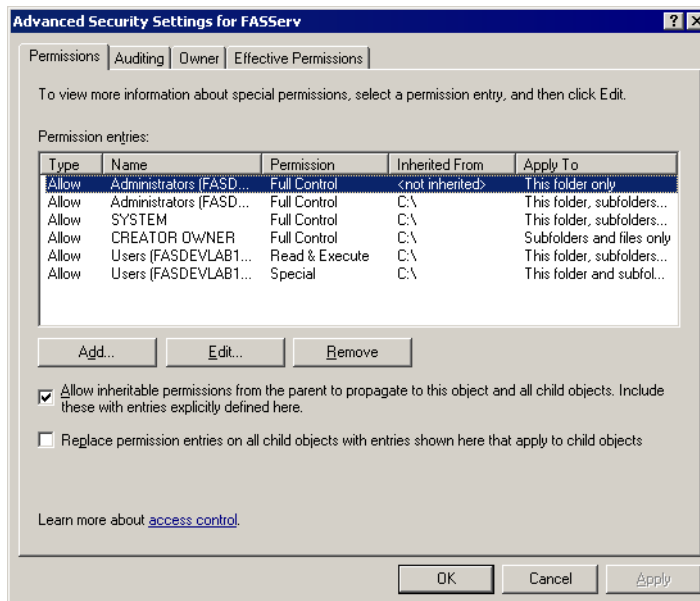 Advanced Security Settings for FASServ
Permissions Auditing Owner Effective Permissions
To view more information about special permissions, select a permission entry, and then click Edit.
Permission entries:
Type Name Permission Inherited From Apply To
Allow Administrators (FASD... Full Control <not inherited> This folder only
Allow Administrators (FASD... Full Control C:\ This folder, subfolders...
Allow SYSTEM Full Control C:\ This folder, subfolders...
Allow CREATOR OWNER Full Control C:\ Subfolders and files only
Allow Users (FASDEVLAB1... Read & Execute C:\ This folder, subfolders...
Allow Users (FASDEVLAB1... Special C:\ This folder and subfol...
Add... Edit... Remove
Allow inheritable permissions from the parent to propagate to this object and all child objects. Include
these with entries explicitly defined here.
Replace permission entries on all child objects with entries shown here that apply to child objects
Learn more about access control.
OK Cancel Apply